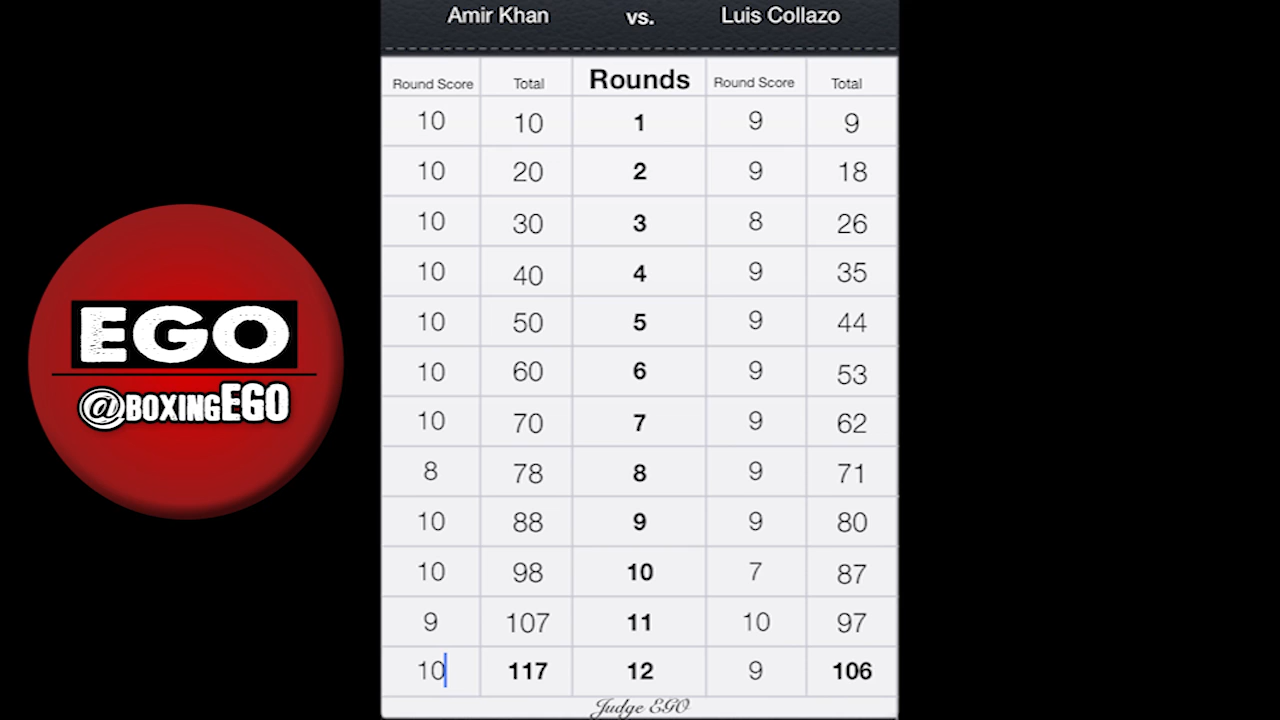 Amir Khan vs. Luis Collazo
Round Score Total Rounds Round Score Total
10 10 1 9 9
10 20 2 9 18
10 30 3 8 26
10 40 4 9 35
10 50 5 9 44
10 60 6 9 53
10 70 7 9 62
8 78 8 9 71
10 88 9 9 80
10 98 10 7 87
9 107 11 10 97
10 117 12 9 106
Judge EGO
EGO
@BOXINGEGO